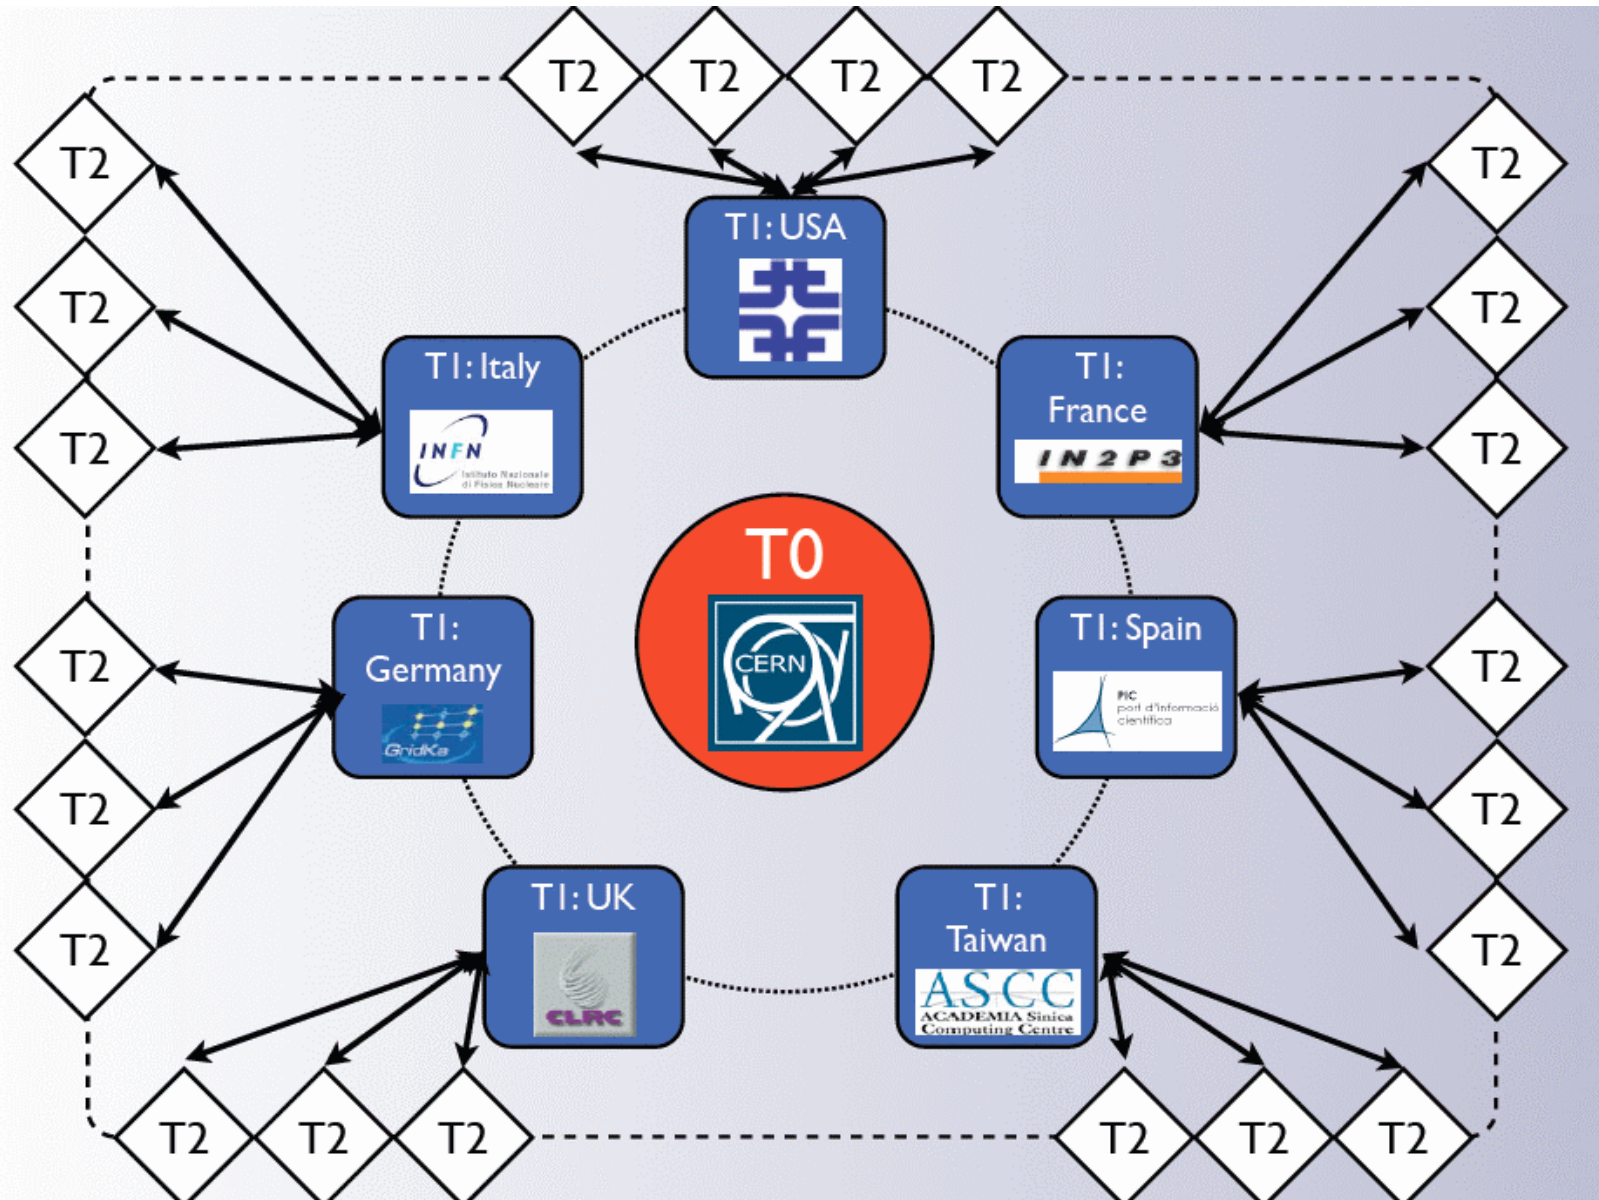 T2 T2 T2 T2
T2
T2
T2
T2
T2
T2
T1: USA
T1: Italy
INFN
Istituto Nazionale
di Fisica Nucleare
T1:
France
IN2P3
T0
CERN
T1:
Germany
GridKa
T1: Spain
PIC
port d'informació
científica
T2
T2
T2
T2
T2
T2
T1: UK
CLRC
T1:
Taiwan
ASCC
ACADEMIA Sinica
Computing Centre
T2 T2 T2
T2 T2 T2